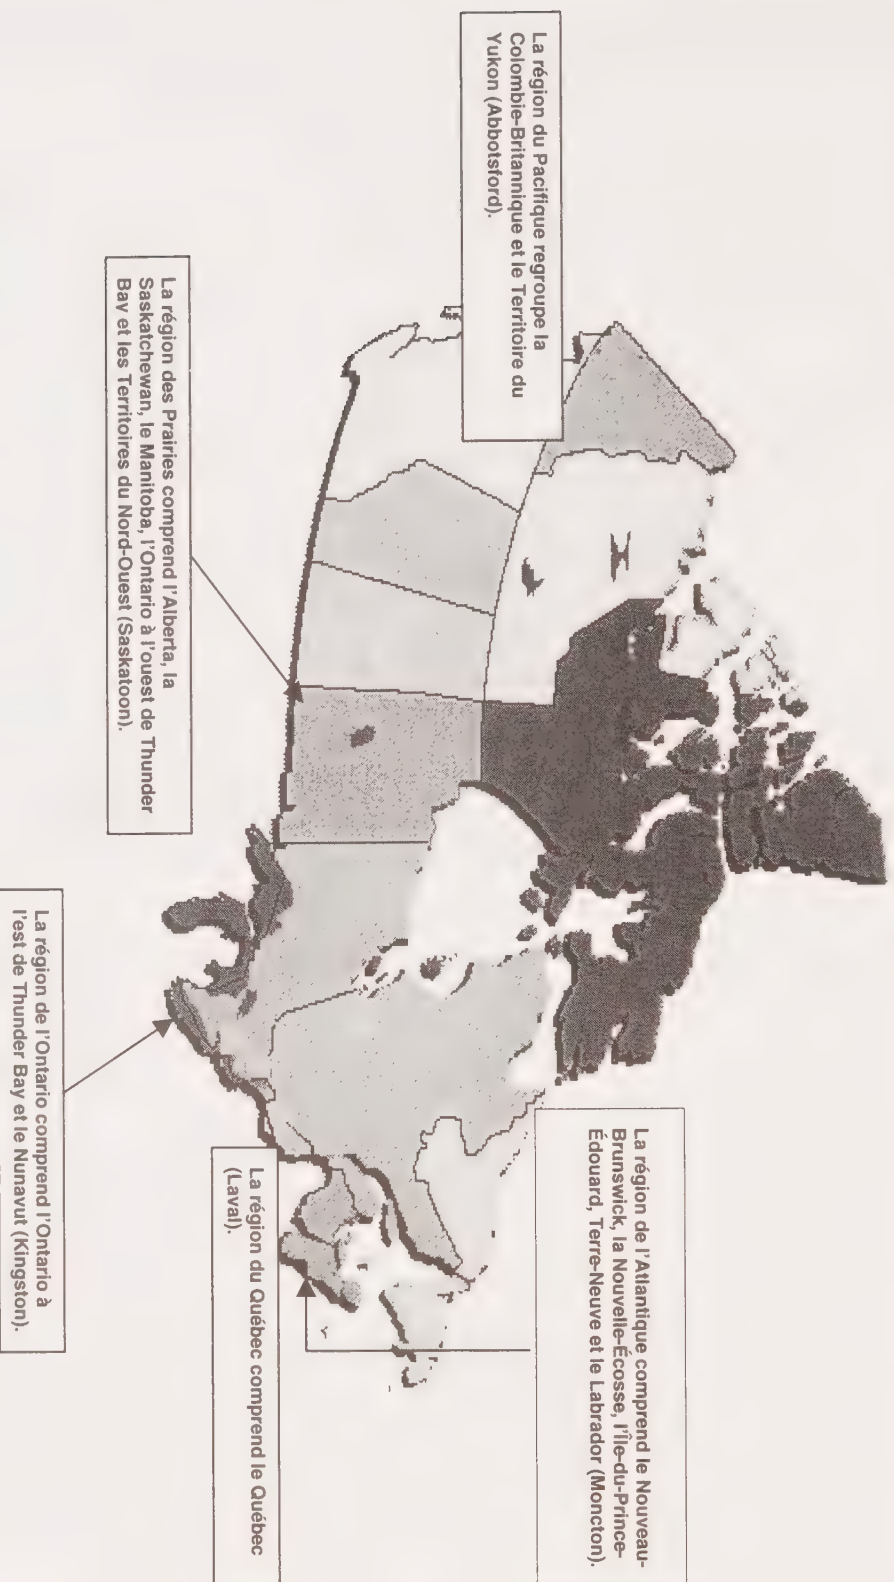 La région de l'Atlantique comprend le Nouveau-
Brunswick, la Nouvelle-Écosse, l'Île-du-Prince-
Édouard, Terre-Neuve et le Labrador (Moncton).
La région du Pacifique regroupe la
Colombie-Britannique et le Territoire du
Yukon (Abbotsford).
La région du Québec comprend le Québec
(Laval).
La région des Prairies comprend l'Alberta, la
Saskatchewan, le Manitoba, l'Ontario à l'ouest de Thunder
Bay et les Territoires du Nord-Ouest (Saskatoon).
La région de l'Ontario comprend l'Ontario à
l'est de Thunder Bay et le Nunavut (Kingston).